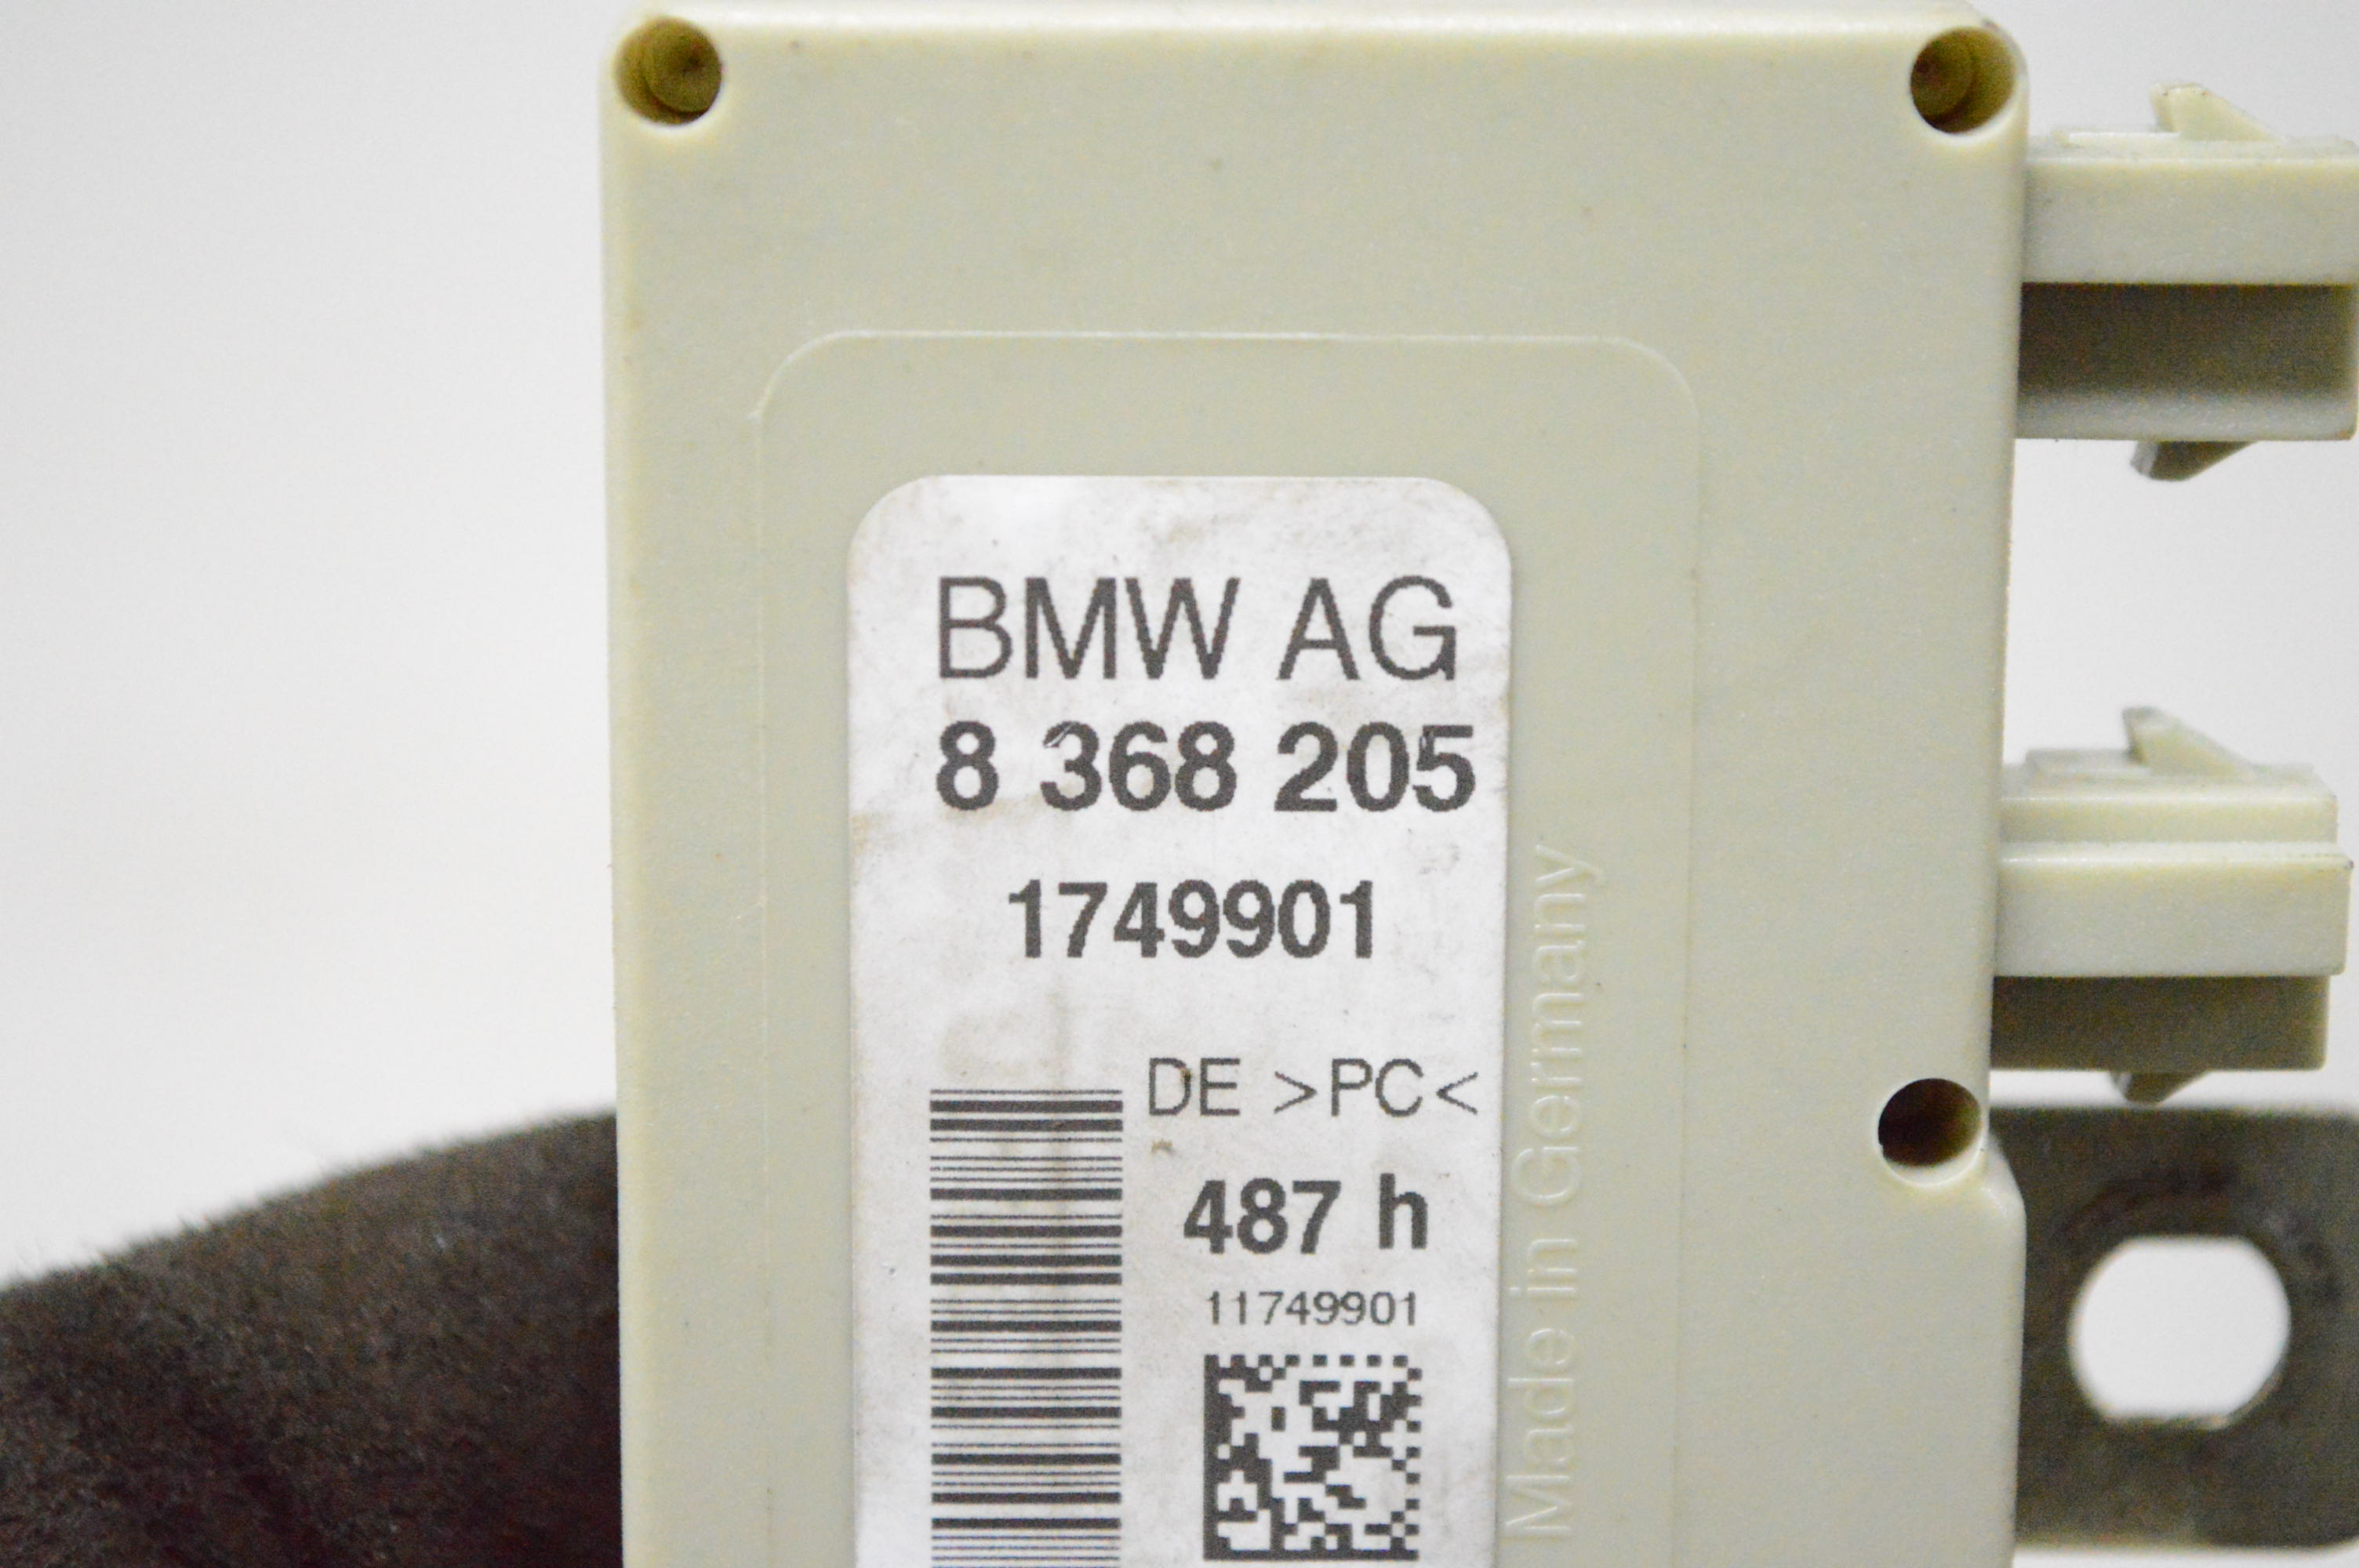 BMW AG
8 368 205
1749901
DE >PC<
487 h
11749901
Made in Germany